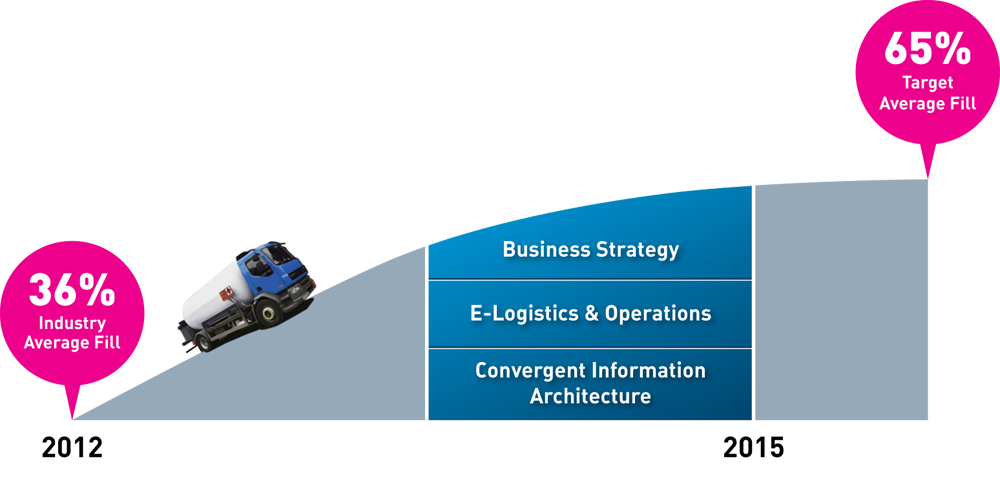 65%
Target
Average Fill
36%
Industry
Average Fill
Business Strategy
E-Logistics & Operations
Convergent Information
Architecture
2012
2015